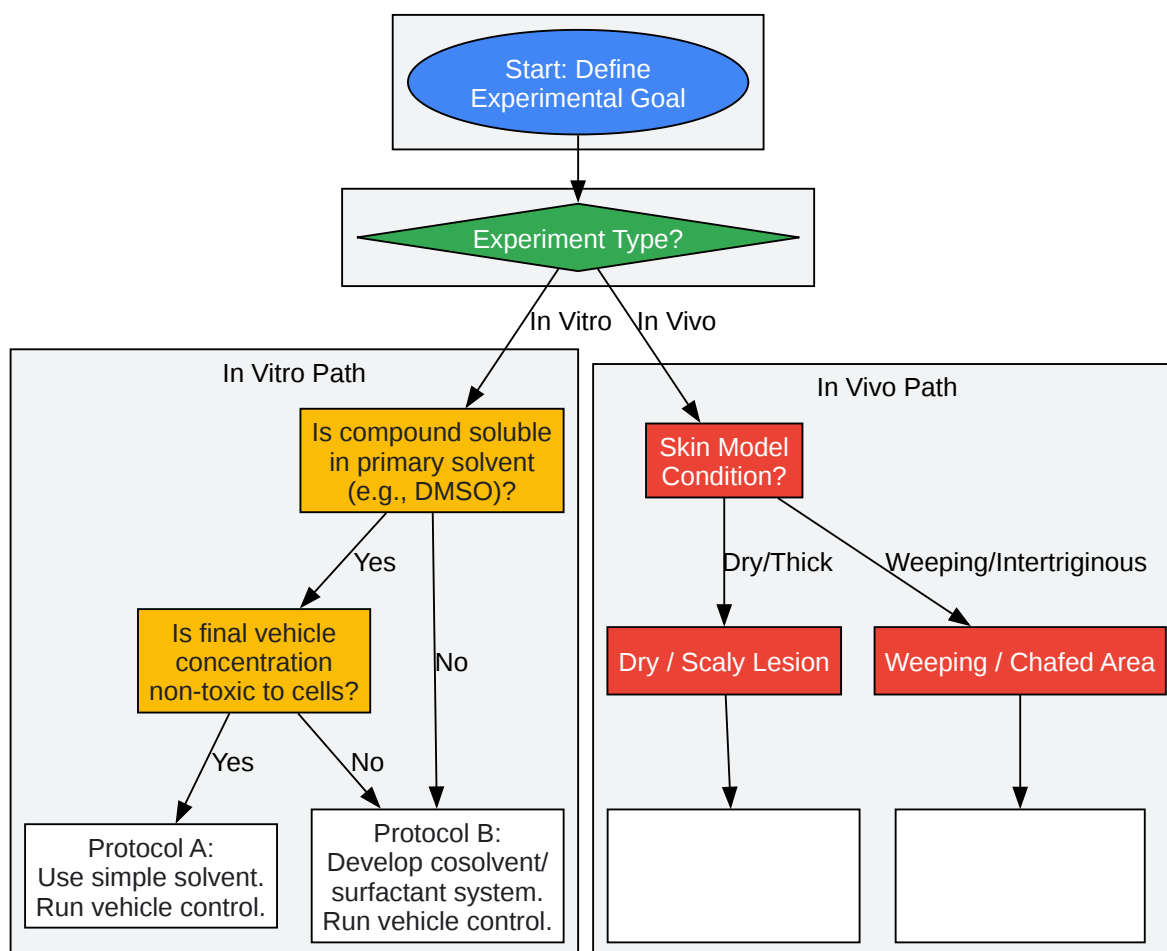 Start: Define
Experimental Goal
Experiment Type?
In Vitro
In Vivo
In Vitro Path
Is compound soluble
in primary solvent
(e.g., DMSO)?
Yes
No
Is final vehicle
concentration
non-toxic to cells?
Yes
No
Protocol A:
Use simple solvent.
Run vehicle control.
Protocol B:
Develop cosolvent/
surfactant system.
Run vehicle control.
In Vivo Path
Skin Model
Condition?
Dry/Thick
Weeping/Intertriginous
Dry / Scaly Lesion
Weeping / Chafed Area